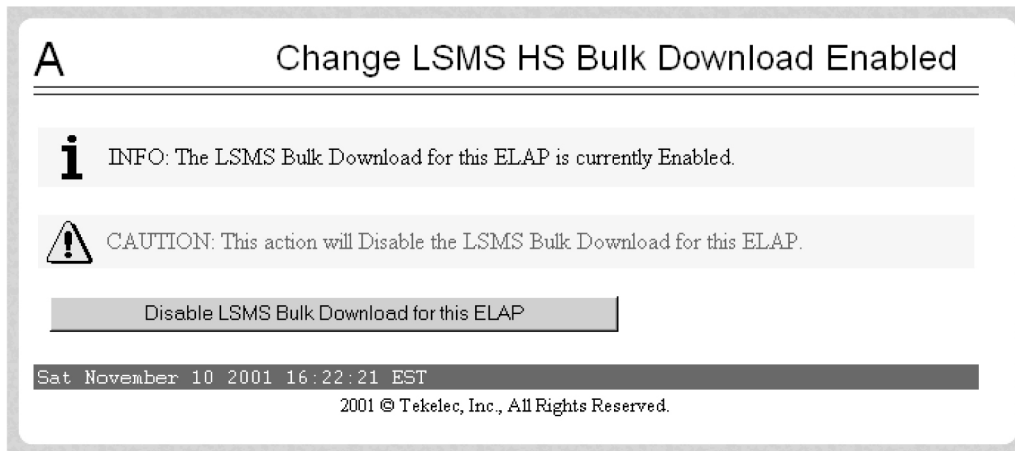 A
Change LSMS HS Bulk Download Enabled
INFO: The LSMS Bulk Download for this ELAP is currently Enabled.
CAUTION: This action will Disable the LSMS Bulk Download for this ELAP.
Disable LSMS Bulk Download for this ELAP
Sat November 10 2001 16:22:21 EST
2001 © Tekelec, Inc., All Rights Reserved.